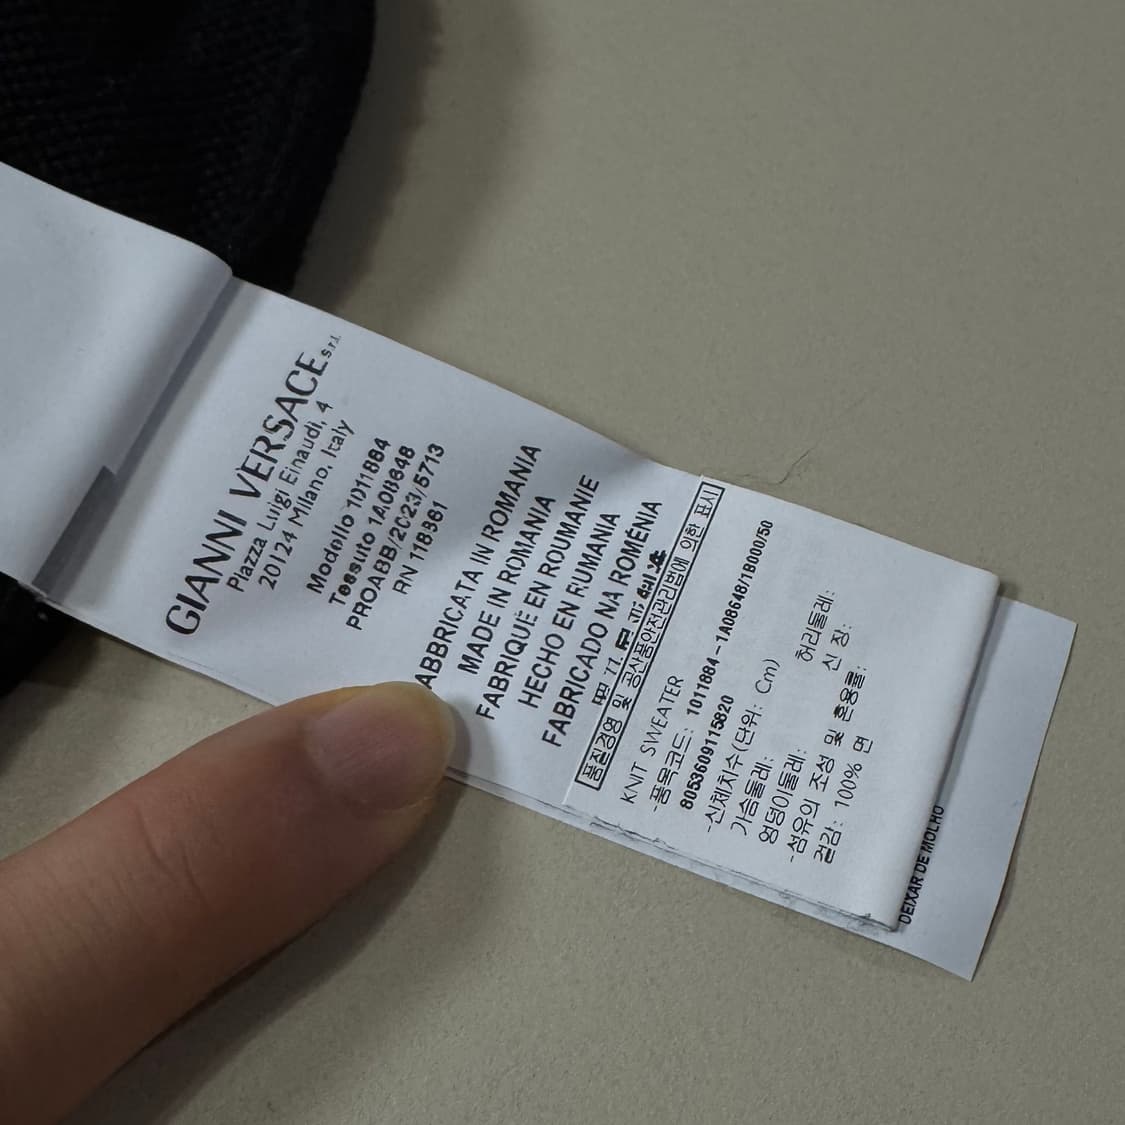 GIANNI VERSACE s.r.l.
Piazza Luigi Einaudi, 4
20124 Milano, Italy
Modello 1011884
Tessuto 1A08648
PROABB/2C23/5713
RN 118361
FABBRICATA IN ROMANIA
MADE IN ROMANIA
FABRIQUÉ EN ROUMANIE
HECHO EN RUMANIA
FABRICADO NA ROMÉNIA
품질경영 및 공산품안전관리법에 의한 표시
KNIT SWEATER
-품목코드: 1011884 -1A08648/1B000/50
8053609115820
-신체치수(단위: Cm)
가슴둘레: 허리둘레:
엉덩이둘레: 신 장:
-섬유의 조성 및 혼용률:
겉감: 100% 면
DEIXAR DE MOLHO